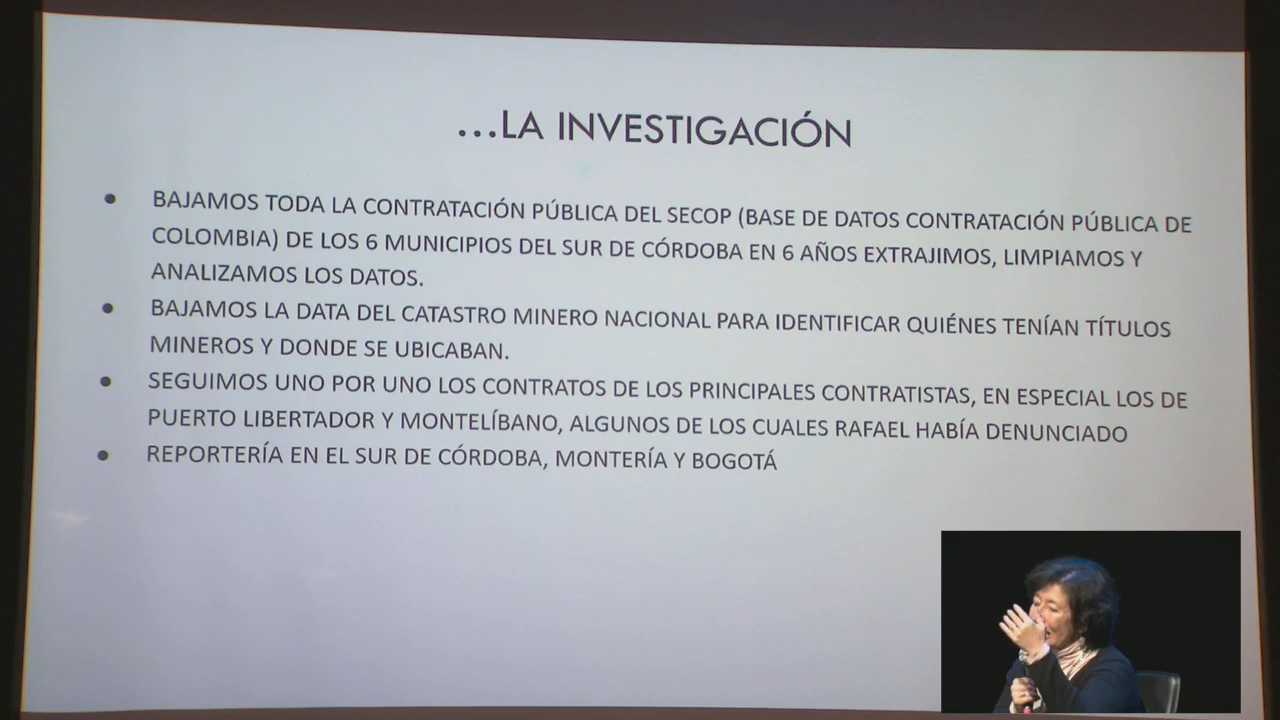 ...LA INVESTIGACIÓN
• BAJAMOS TODA LA CONTRATACIÓN PÚBLICA DEL SECOP (BASE DE DATOS CONTRATACIÓN PÚBLICA DE
COLOMBIA) DE LOS 6 MUNICIPIOS DEL SUR DE CÓRDOBA EN 6 AÑOS EXTRAJIMOS, LIMPIAMOS Y
ANALIZAMOS LOS DATOS.
• BAJAMOS LA DATA DEL CATASTRO MINERO NACIONAL PARA IDENTIFICAR QUIÉNES TENÍAN TÍTULOS
MINEROS Y DONDE SE UBICABAN.
• SEGUIMOS UNO POR UNO LOS CONTRATOS DE LOS PRINCIPALES CONTRATISTAS, EN ESPECIAL LOS DE
PUERTO LIBERTADOR Y MONTELÍBANO, ALGUNOS DE LOS CUALES RAFAEL HABÍA DENUNCIADO
• REPORTERÍA EN EL SUR DE CÓRDOBA, MONTERÍA Y BOGOTÁ